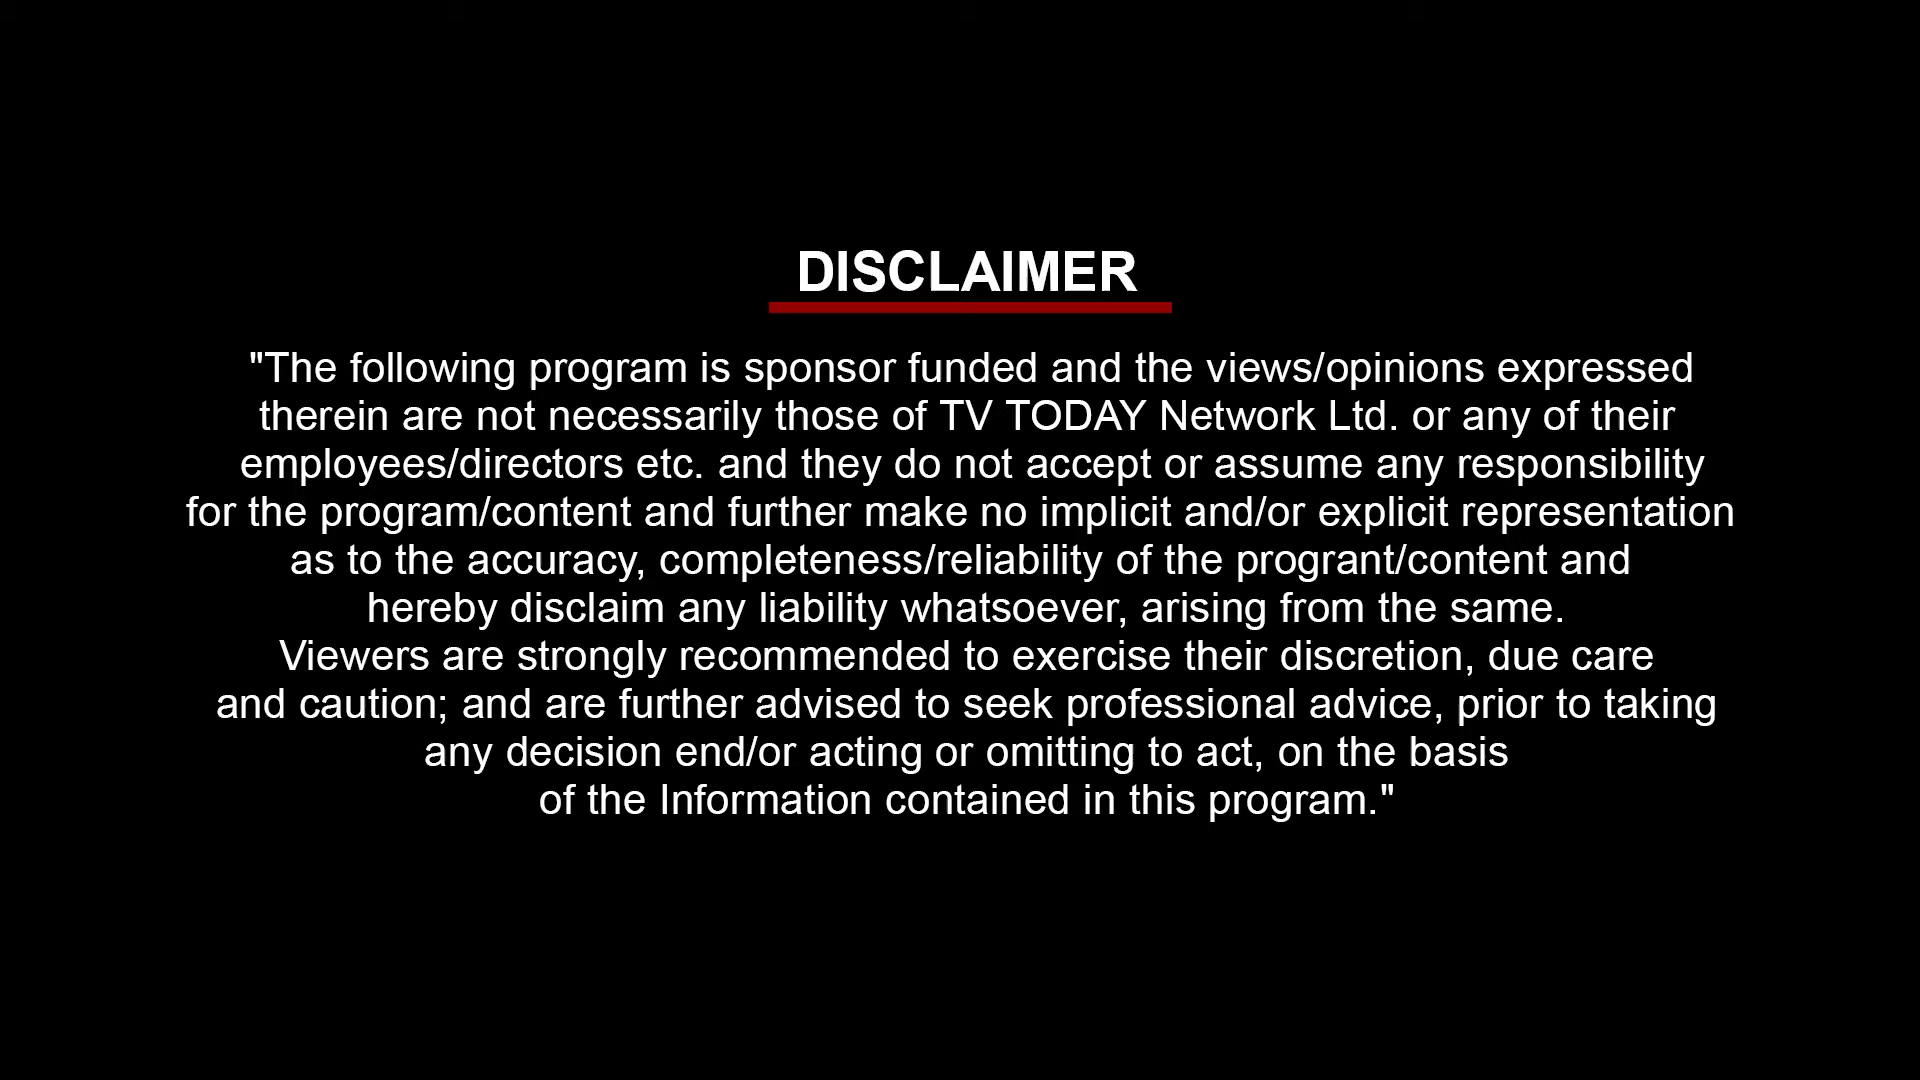 DISCLAIMER
"The following program is sponsor funded and the views/opinions expressed
therein are not necessarily those of TV TODAY Network Ltd. or any of their
employees/directors etc. and they do not accept or assume any responsibility
for the program/content and further make no implicit and/or explicit representation
as to the accuracy, completeness/reliability of the progrant/content and
hereby disclaim any liability whatsoever, arising from the same.
Viewers are strongly recommended to exercise their discretion, due care
and caution; and are further advised to seek professional advice, prior to taking
any decision end/or acting or omitting to act, on the basis
of the Information contained in this program."